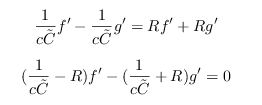 \frac{1}{c\tilde{C}} f' - \frac{1}{c\tilde{C}} g' = Rf' + Rg'
(\frac{1}{c\tilde{C}} - R)f' - (\frac{1}{c\tilde{C}} + R)g' = 0